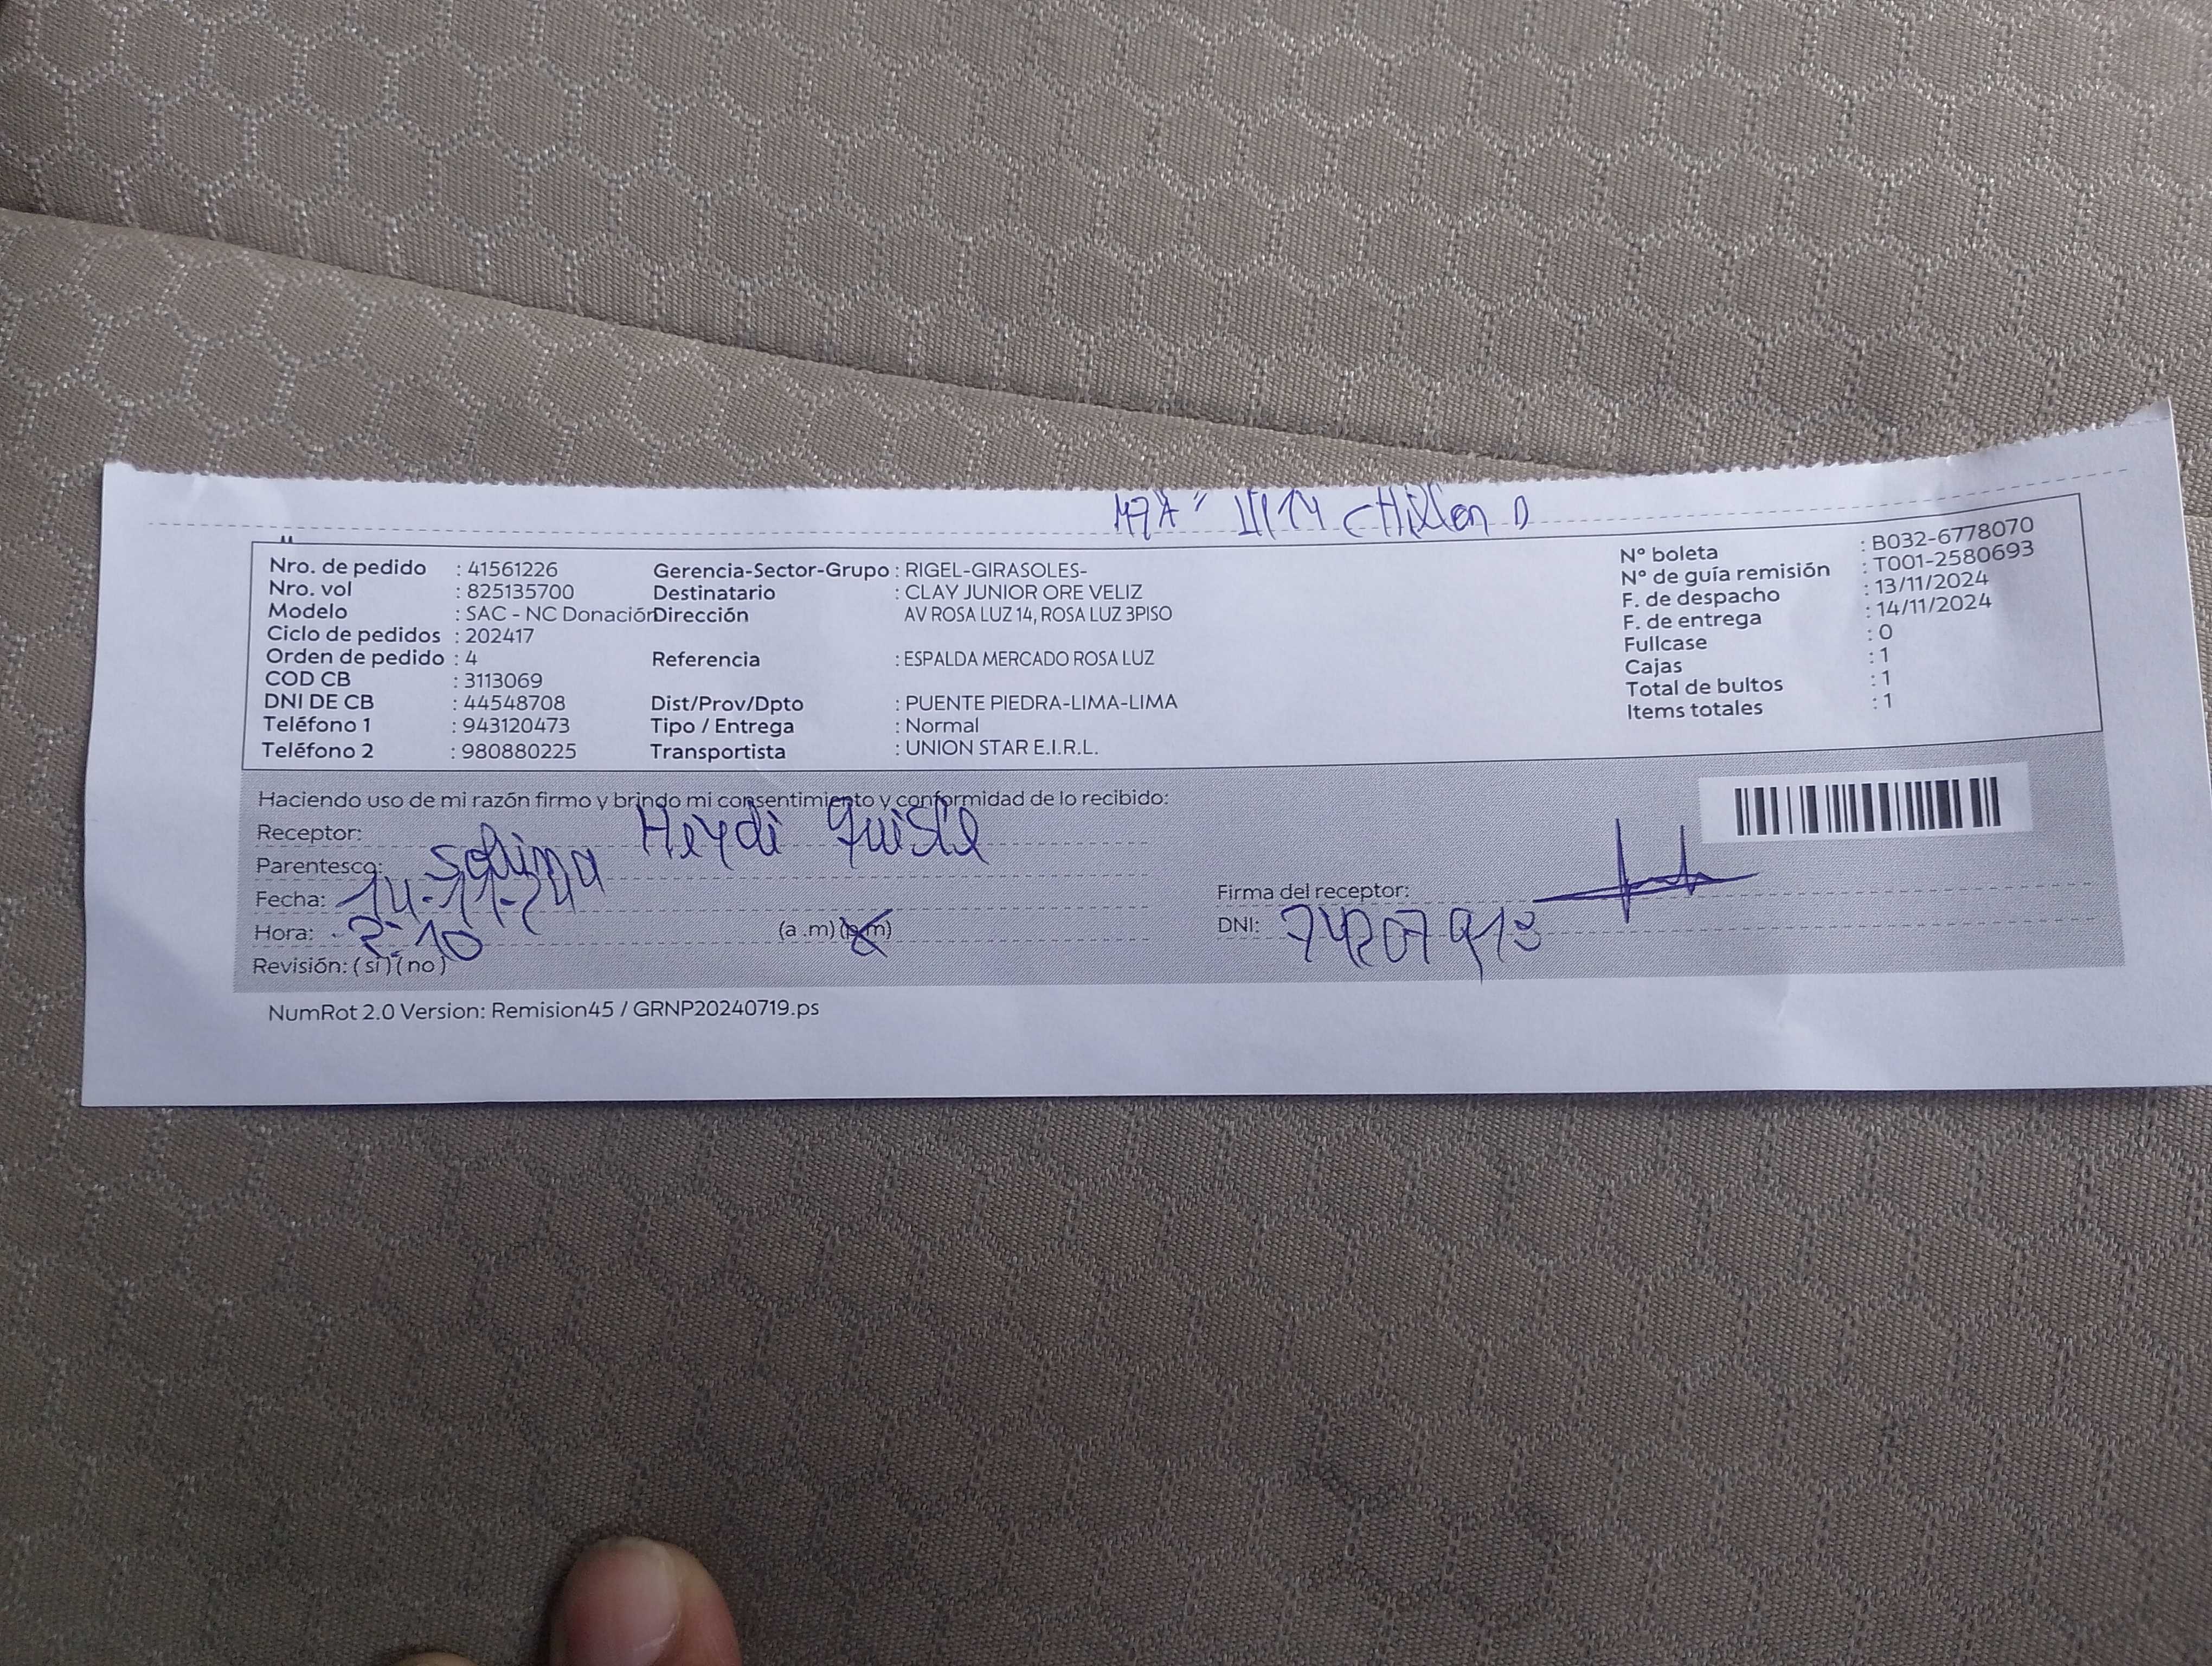 Nro. de pedido : 41561226
Nro. vol : 825135700
Modelo : SAC - NC Donación
Ciclo de pedidos : 202417
Orden de pedido : 4
COD CB : 3113069
DNI DE CB : 44548708
Teléfono 1 : 943120473
Teléfono 2 : 980880225
Gerencia-Sector-Grupo : RIGEL-GIRASOLES-
Destinatario : CLAY JUNIOR ORE VELIZ
Dirección AV ROSA LUZ 14, ROSA LUZ 3PISO
Referencia : ESPALDA MERCADO ROSA LUZ
Dist/Prov/Dpto : PUENTE PIEDRA-LIMA-LIMA
Tipo / Entrega : Normal
Transportista : UNION STAR E.I.R.L.
N° boleta : B032-6778070
N° de guía remisión : T001-2580693
F. de despacho : 13/11/2024
F. de entrega : 14/11/2024
Fullcase : 0
Cajas : 1
Total de bultos : 1
Items totales : 1
Haciendo uso de mi razón firmo y brindo mi consentimiento y conformidad de lo recibido:
Receptor: Heydi
Parentesco: sobrina
Fecha: 14-11-24
Hora: 2:10 (a .m) (p.m)
Revisión: (si) (no)
Firma del receptor:
DNI: 74207913
NumRot 2.0 Version: Remision45 / GRNP20240719.ps